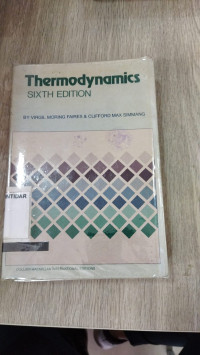 Thermodynamics
SIXTH EDITION
BY VIRGIL MORING FAIRES & CLIFFORD MAX SIMMANG